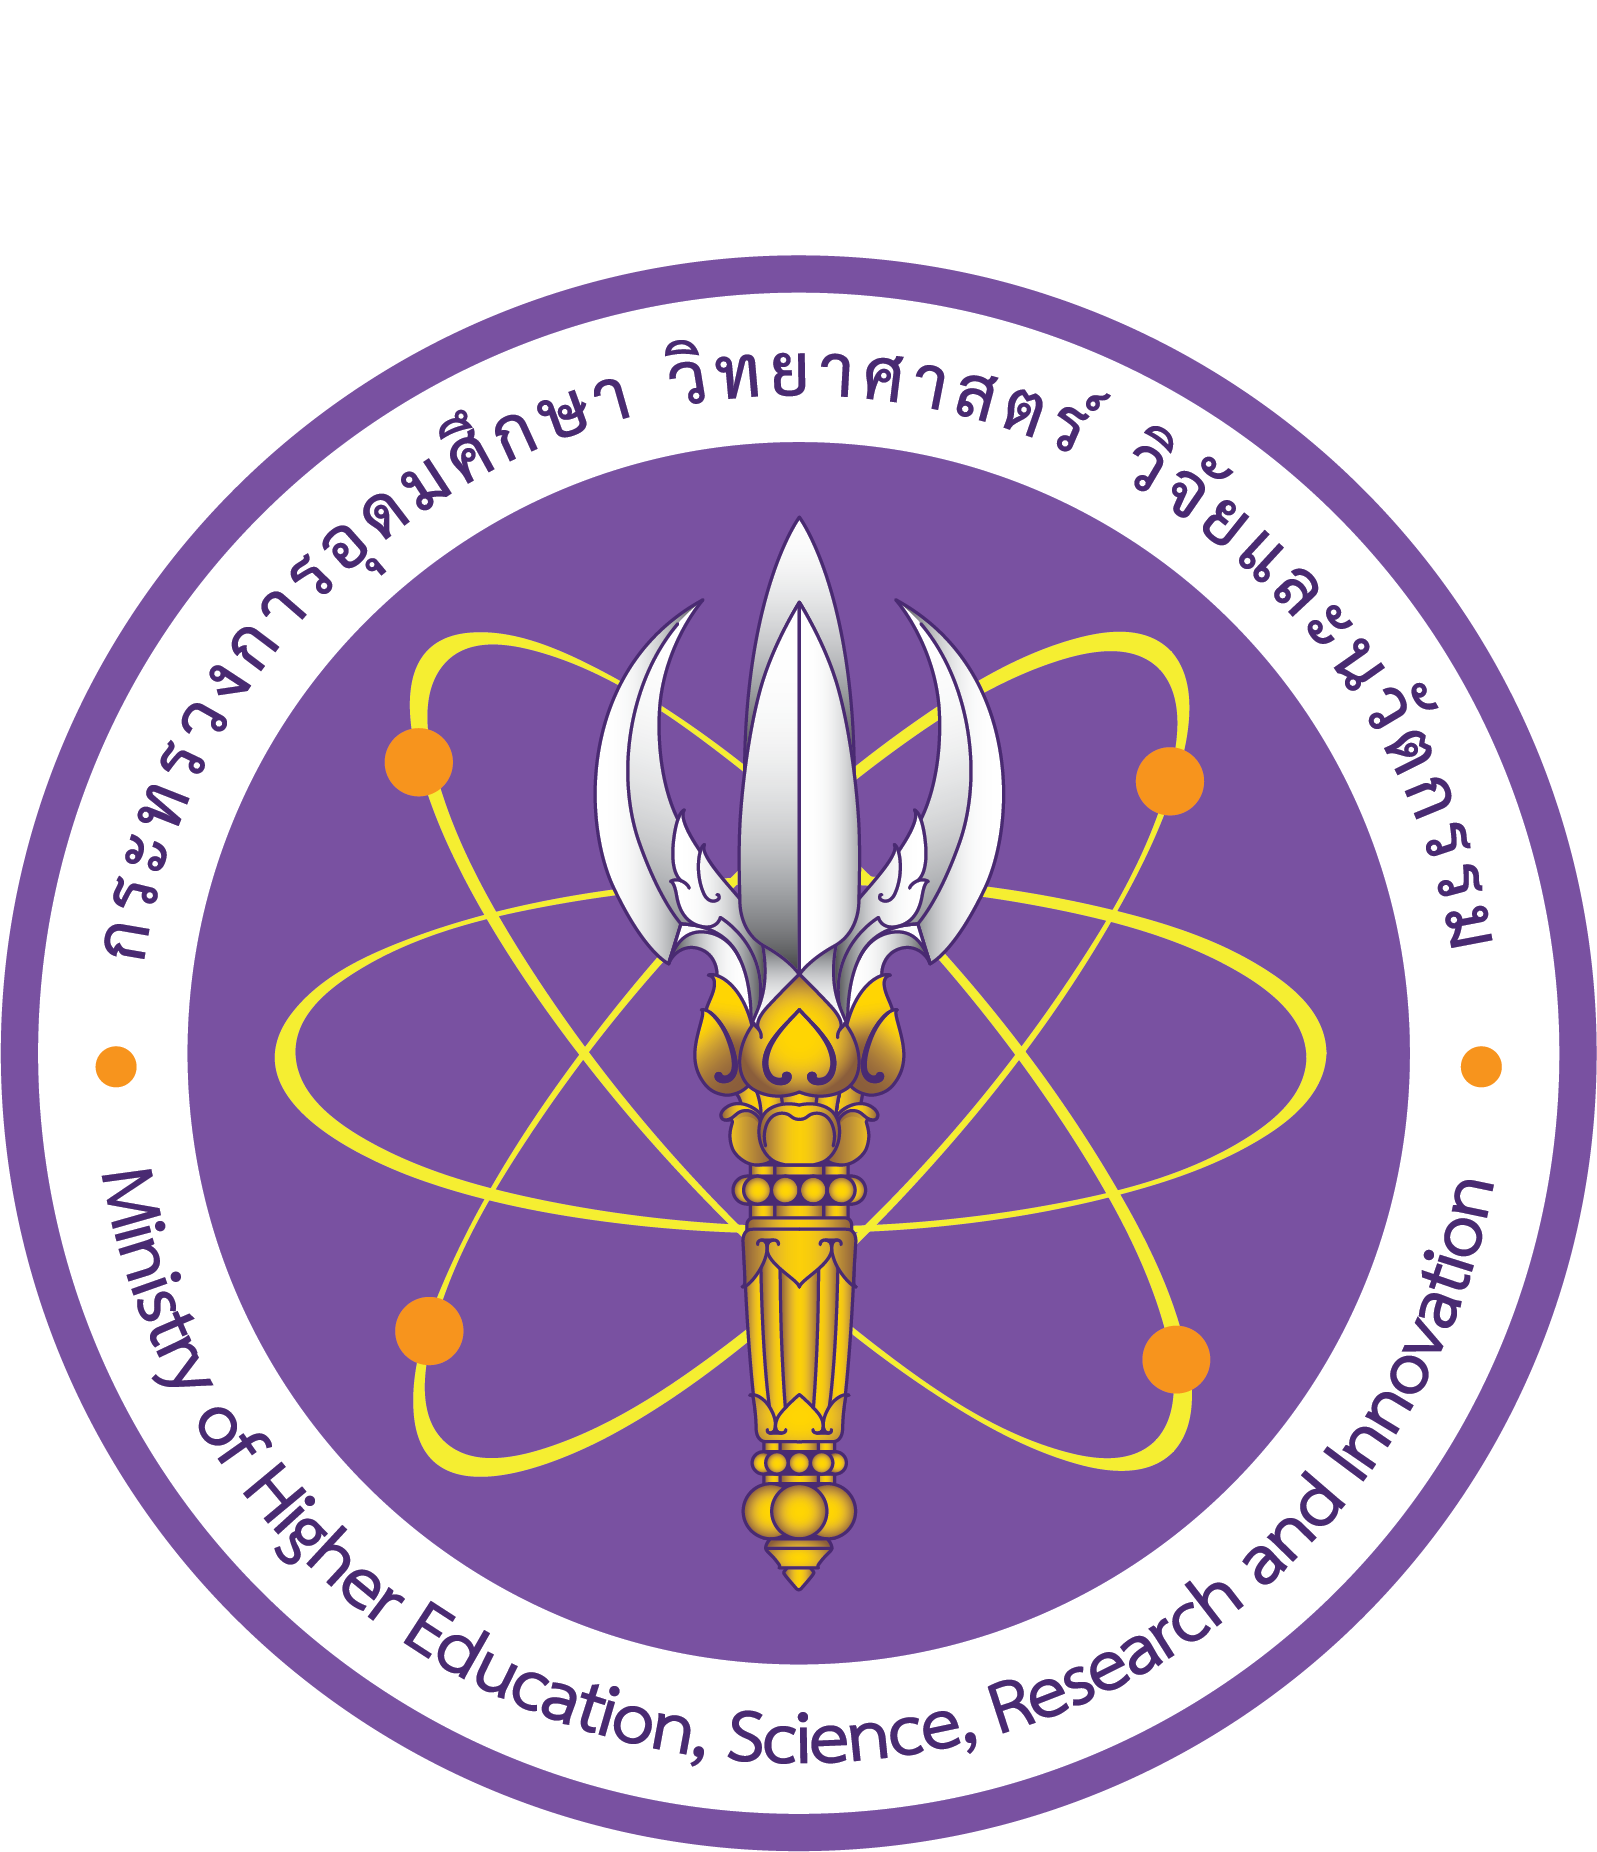 กระทรวงการอุดมศึกษา วิทยาศาสตร์ วิจัยและนวัตกรรม
Ministry of Higher Education, Science, Research and Innovation